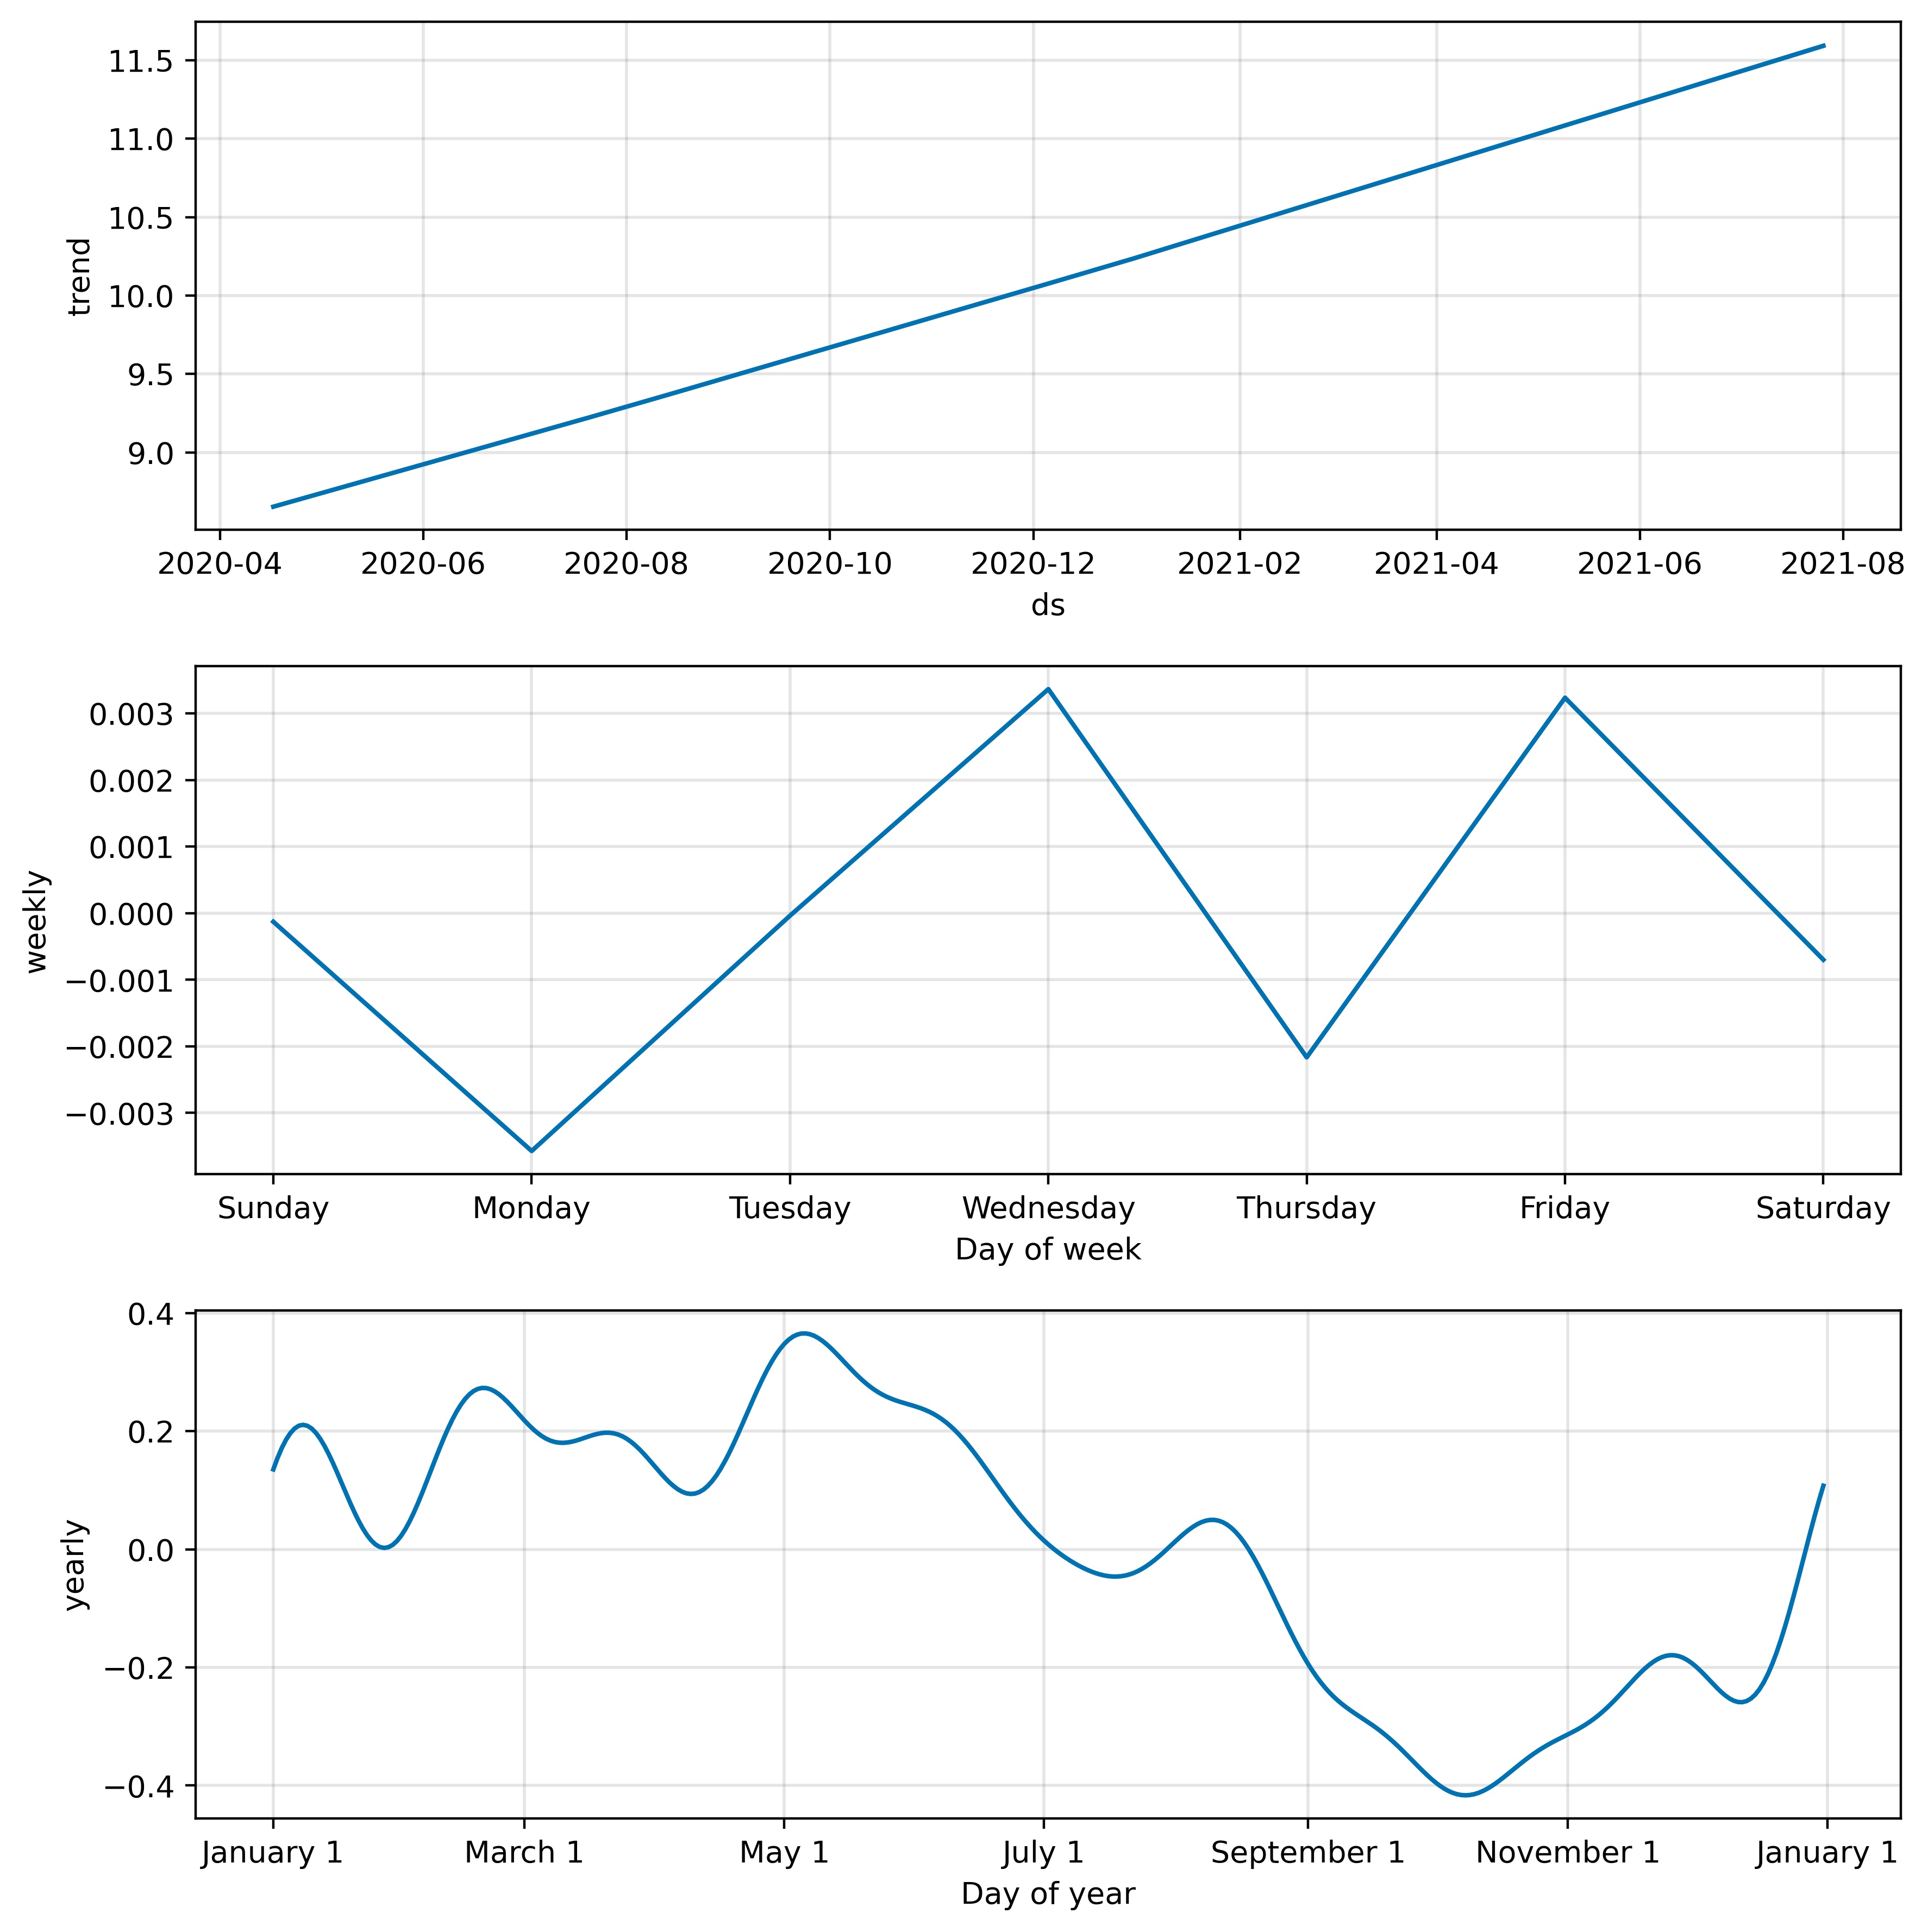 11.5
11.0
10.5
10.0
9.5
9.0
trend
2020-04 2020-06 2020-08 2020-10 2020-12 2021-02 2021-04 2021-06 2021-08
ds
0.003
0.002
0.001
0.000
−0.001
−0.002
−0.003
weekly
Sunday Monday Tuesday Wednesday Thursday Friday Saturday
Day of week
0.4
0.2
0.0
−0.2
−0.4
yearly
January 1 March 1 May 1 July 1 September 1 November 1 January 1
Day of year